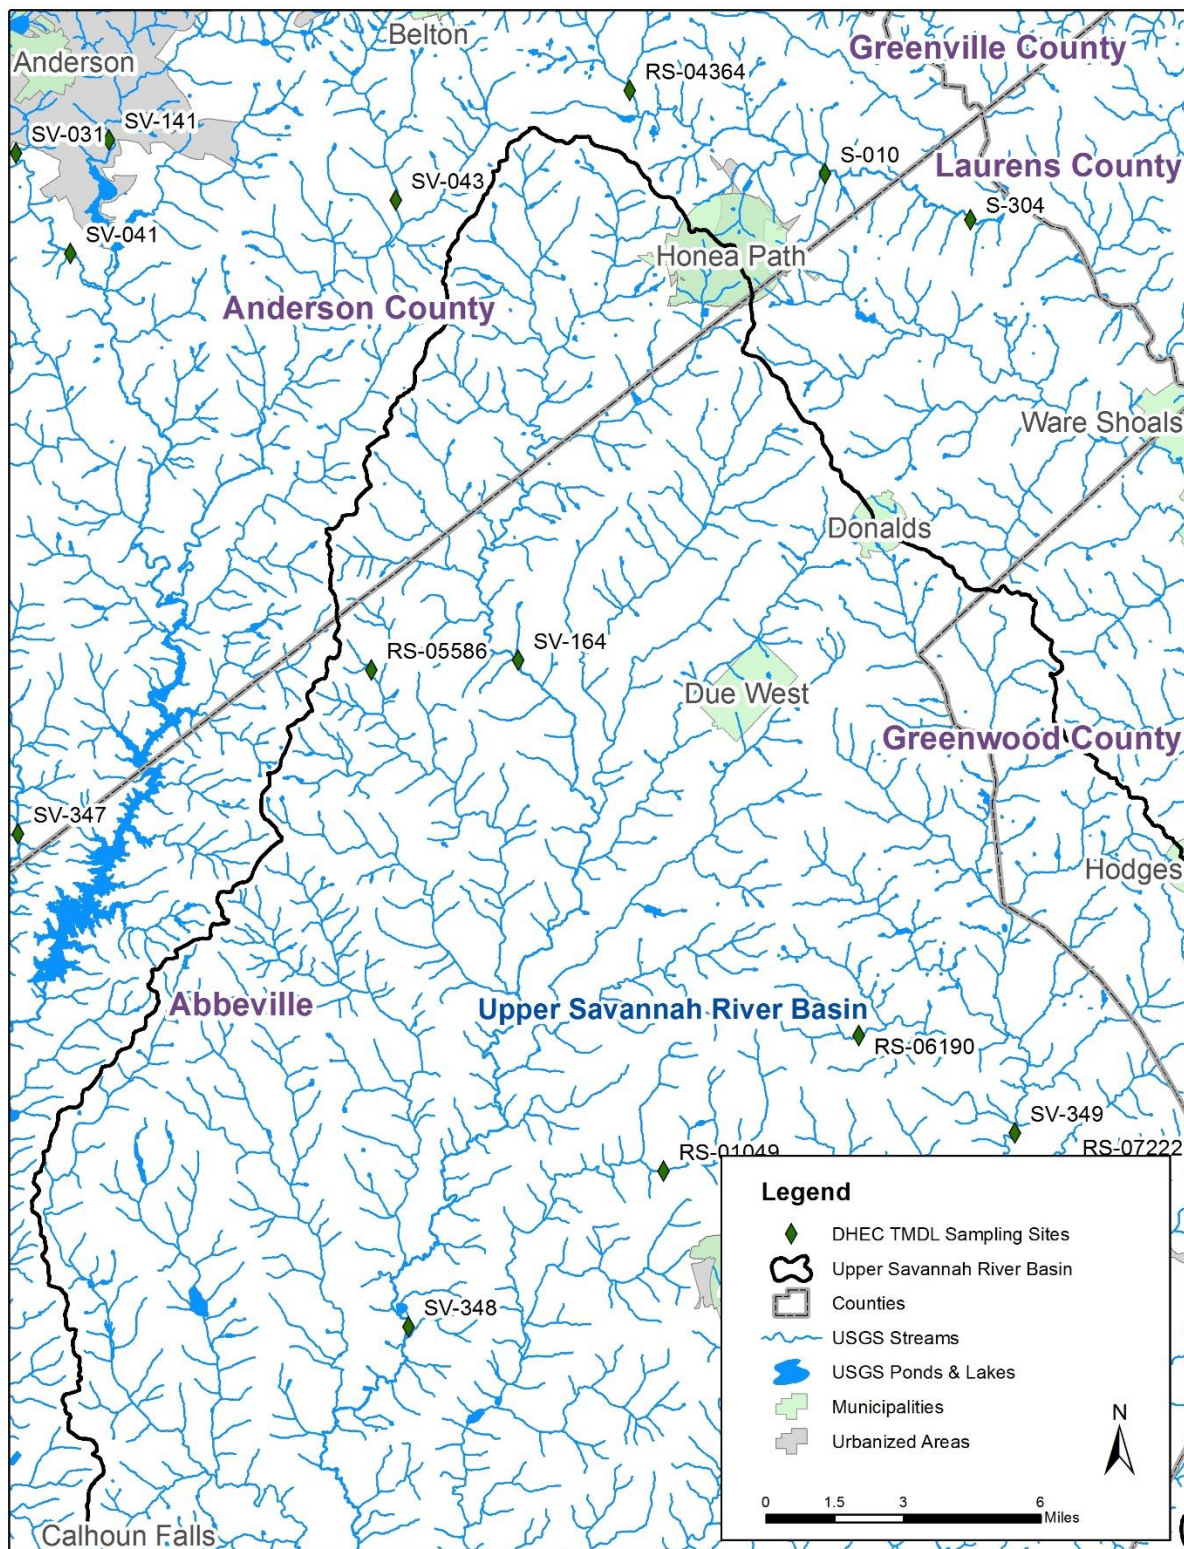 Belton
Greenville County
Anderson
RS-04364
SV-031
SV-141
S-010
Laurens County
SV-043
S-304
SV-041
Honea Path
Anderson County
Ware Shoals
Donalds
RS-05586
SV-164
Due West
Greenwood County
SV-347
Hodges
Abbeville
Upper Savannah River Basin
RS-06190
SV-349
RS-01049
RS-07222
Legend
DHEC TMDL Sampling Sites
Upper Savannah River Basin
Counties
SV-348
USGS Streams
USGS Ponds & Lakes
Municipalities
N
Urbanized Areas
0 1.5 3 6
Miles
Calhoun Falls